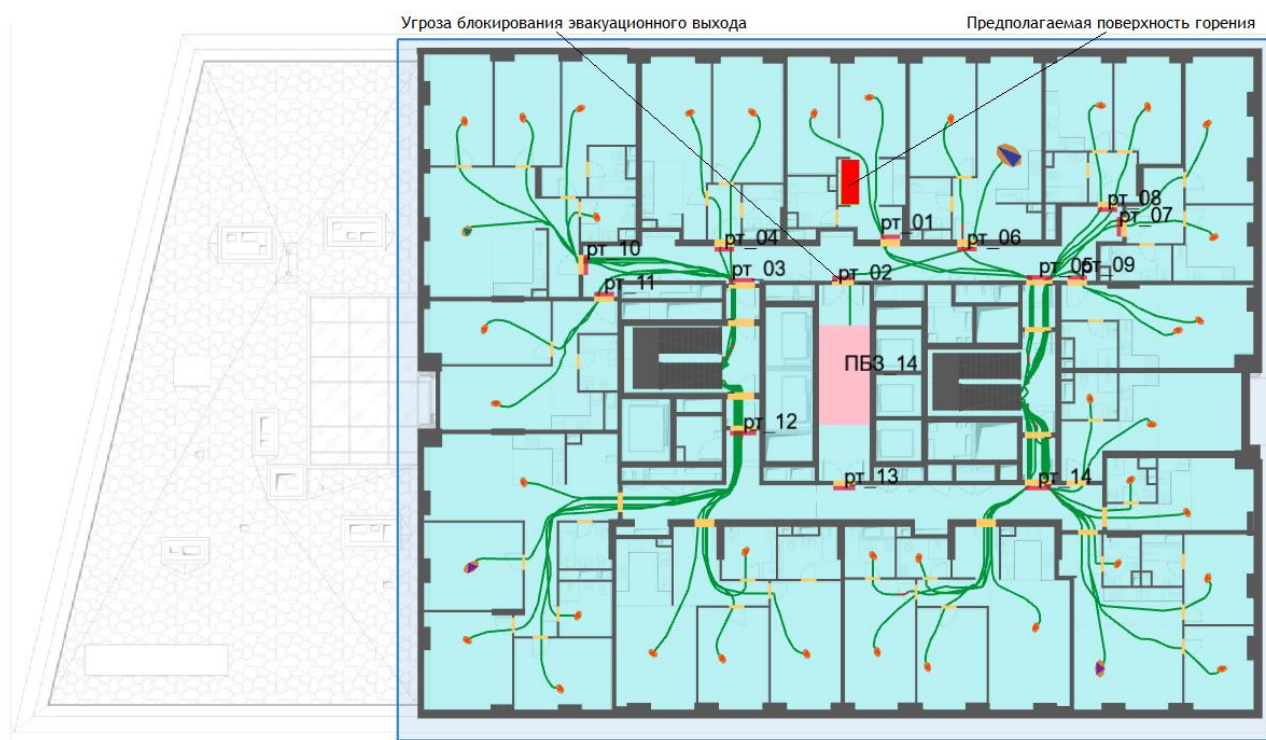 Угроза блокирования эвакуационного выхода
Предполагаемая поверхность горения
рт_08
рт_07
рт_01
рт_04
рт_06
рт_10
рт_03
рт_02
рт_05
рт_09
рт_11
ПБЗ_14
рт_12
рт_13
рт_14